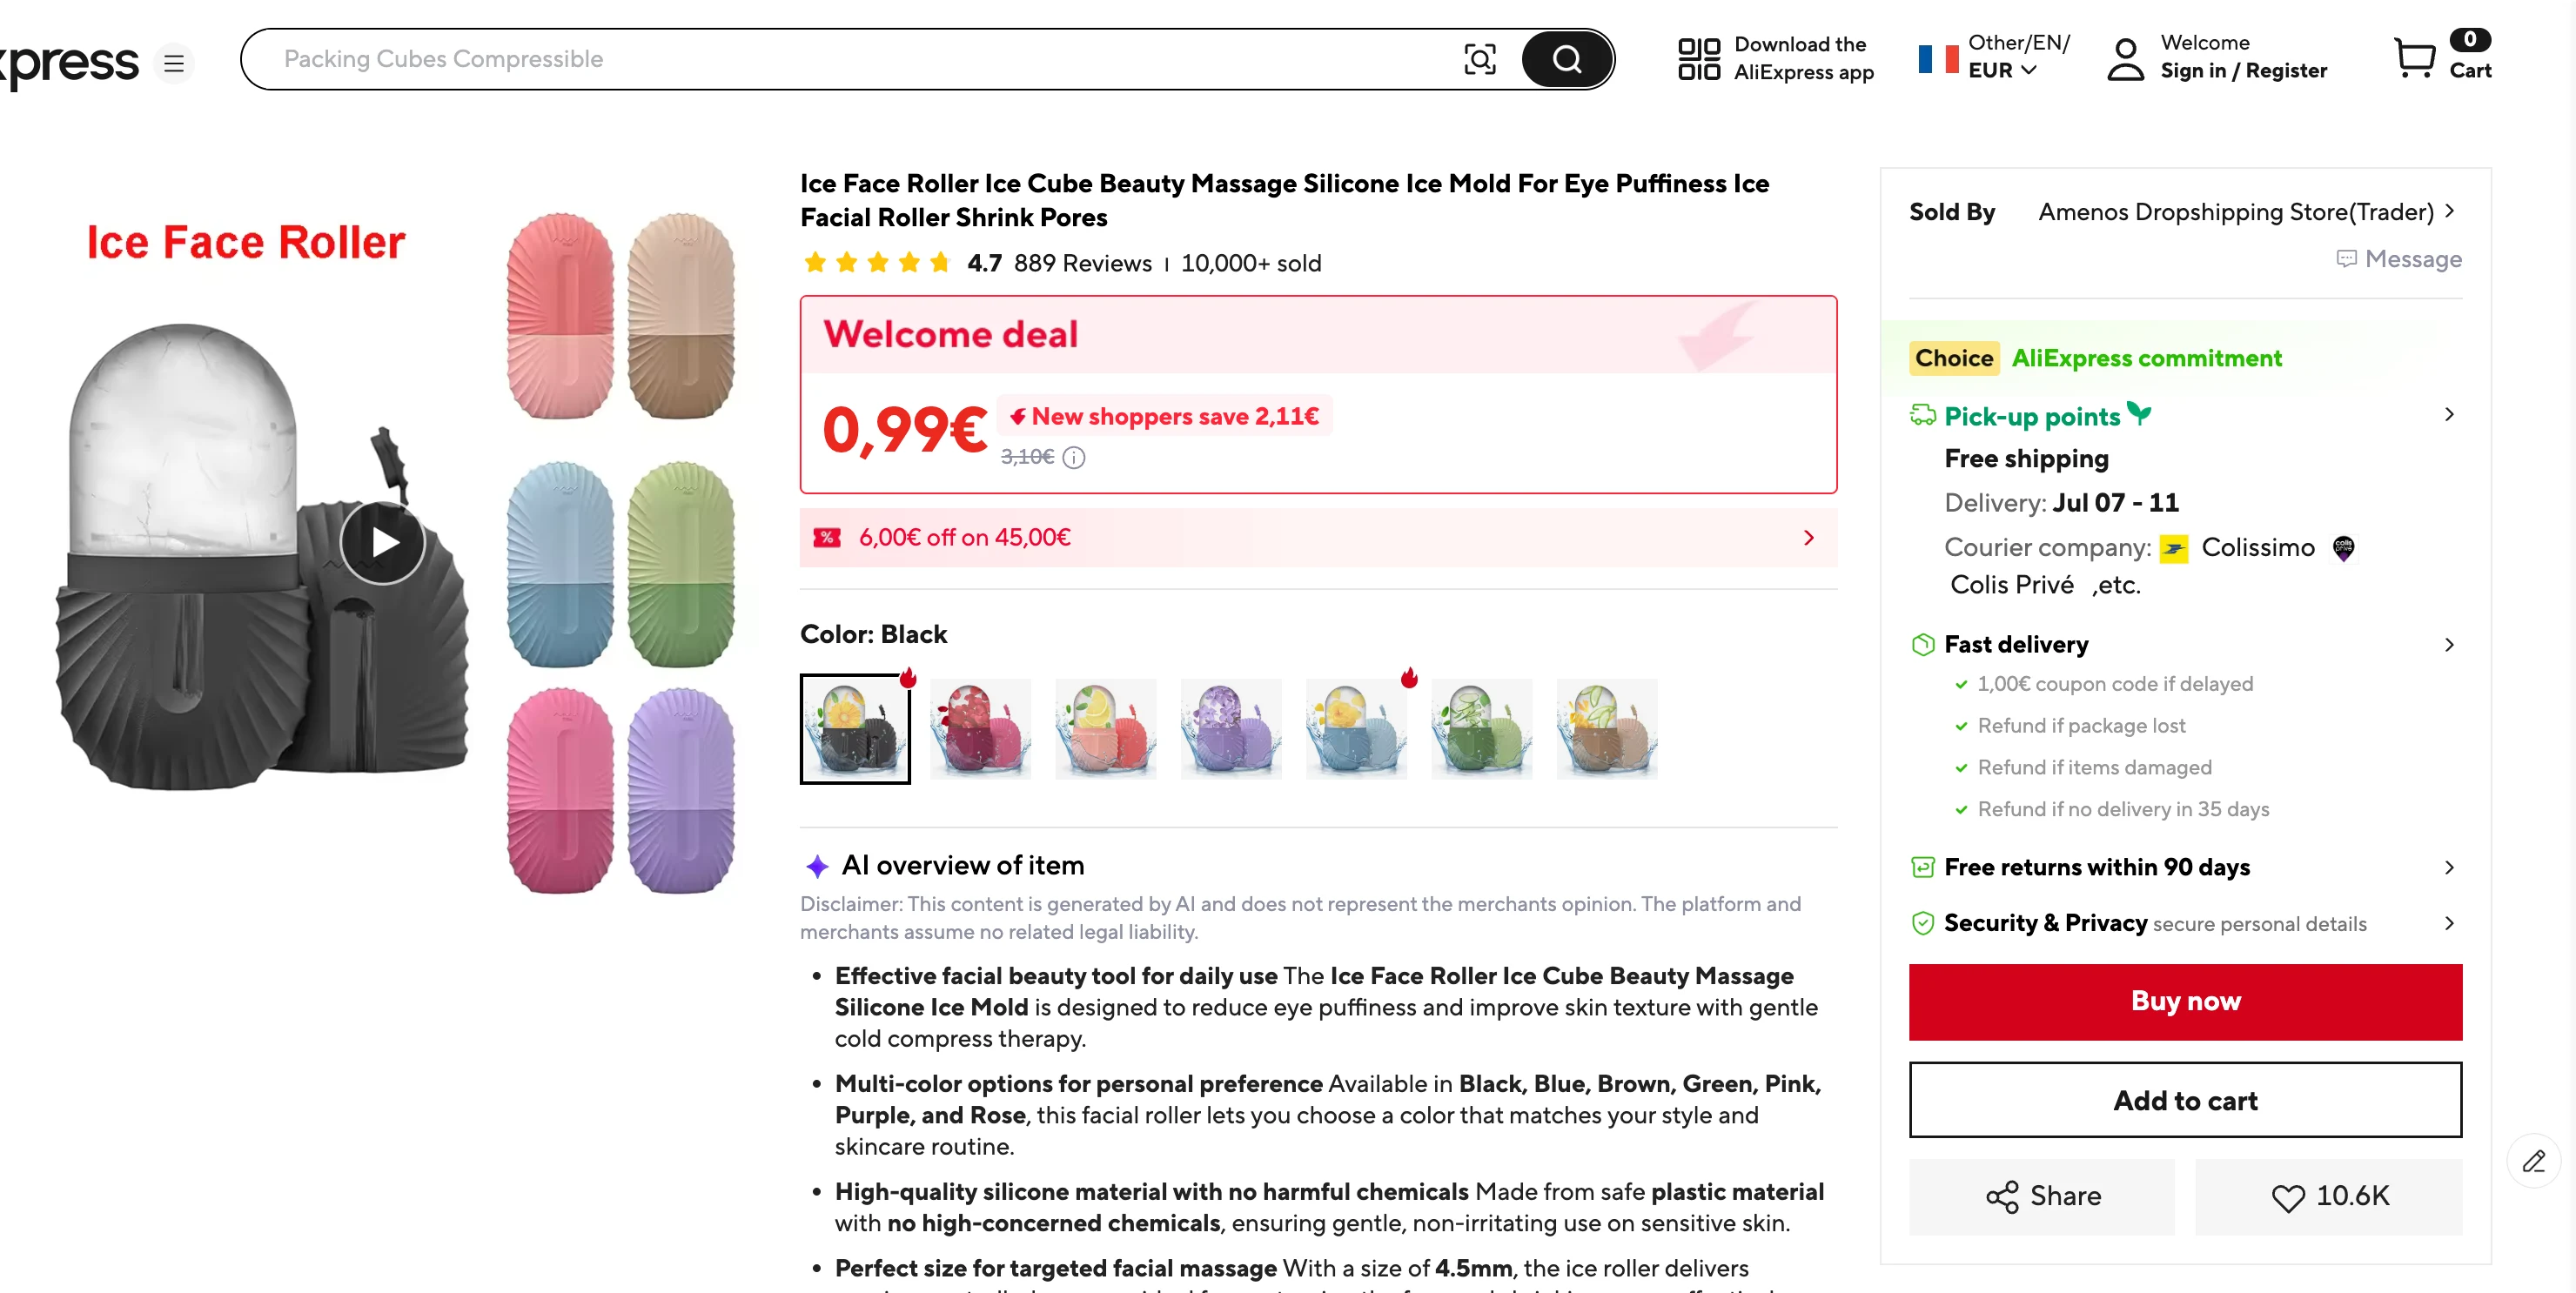 xpress
Packing Cubes Compressible
Download the
AliExpress app
Other/EN/
EUR
Welcome
Sign in / Register
0
Cart
Ice Face Roller
Ice Face Roller Ice Cube Beauty Massage Silicone Ice Mold For Eye Puffiness Ice
Facial Roller Shrink Pores
4.7 889 Reviews | 10,000+ sold
Welcome deal
0,99€
New shoppers save 2,11€
3,10€
% 6,00€ off on 45,00€
Color: Black
AI overview of item
Disclaimer: This content is generated by AI and does not represent the merchants opinion. The platform and
merchants assume no related legal liability.
• Effective facial beauty tool for daily use The Ice Face Roller Ice Cube Beauty Massage
Silicone Ice Mold is designed to reduce eye puffiness and improve skin texture with gentle
cold compress therapy.
• Multi-color options for personal preference Available in Black, Blue, Brown, Green, Pink,
Purple, and Rose, this facial roller lets you choose a color that matches your style and
skincare routine.
• High-quality silicone material with no harmful chemicals Made from safe plastic material
with no high-concerned chemicals, ensuring gentle, non-irritating use on sensitive skin.
• Perfect size for targeted facial massage With a size of 4.5mm, the ice roller delivers
Sold By Amenos Dropshipping Store(Trader)
Message
Choice AliExpress commitment
Pick-up points
Free shipping
Delivery: Jul 07 - 11
Courier company: Colissimo
Colis Privé ,etc.
Fast delivery
1,00€ coupon code if delayed
Refund if package lost
Refund if items damaged
Refund if no delivery in 35 days
Free returns within 90 days
Security & Privacy secure personal details
Buy now
Add to cart
Share
10.6K